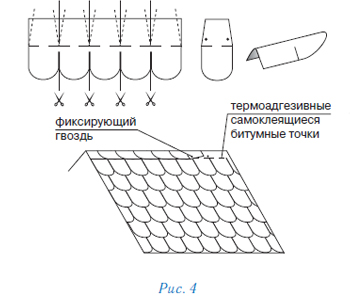 термоадгезивные
самоклеящиеся
битумные точки
фиксирующий
гвоздь
Рис. 4